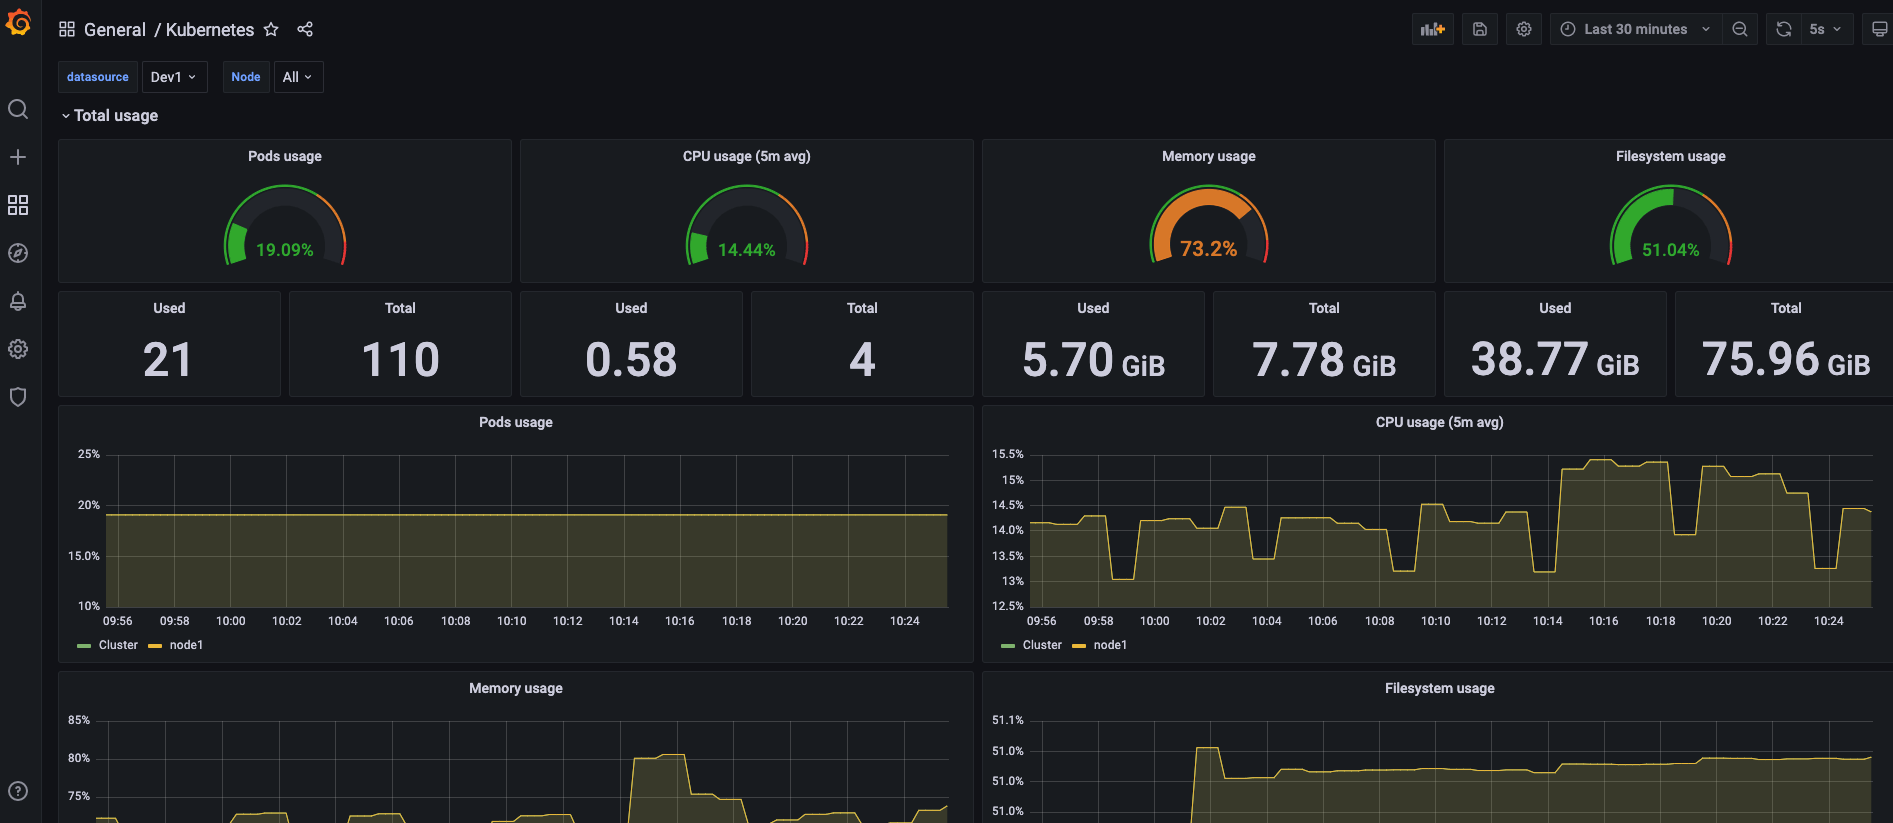 General / Kubernetes
Last 30 minutes
5s
datasource Dev1 Node All
Total usage
Pods usage
19.09%
CPU usage (5m avg)
14.44%
Memory usage
73.2%
Filesystem usage
51.04%
Used
21
Total
110
Used
0.58
Total
4
Used
5.70 GiB
Total
7.78 GiB
Used
38.77 GiB
Total
75.96 GiB
Pods usage
25%
20%
15.0%
10%
09:56 09:58 10:00 10:02 10:04 10:06 10:08 10:10 10:12 10:14 10:16 10:18 10:20 10:22 10:24
Cluster node1
CPU usage (5m avg)
15.5%
15%
14.5%
14.0%
13.5%
13%
12.5%
09:56 09:58 10:00 10:02 10:04 10:06 10:08 10:10 10:12 10:14 10:16 10:18 10:20 10:22 10:24
Cluster node1
Memory usage
85%
80%
75%
Filesystem usage
51.1%
51.0%
51.0%
51.0%